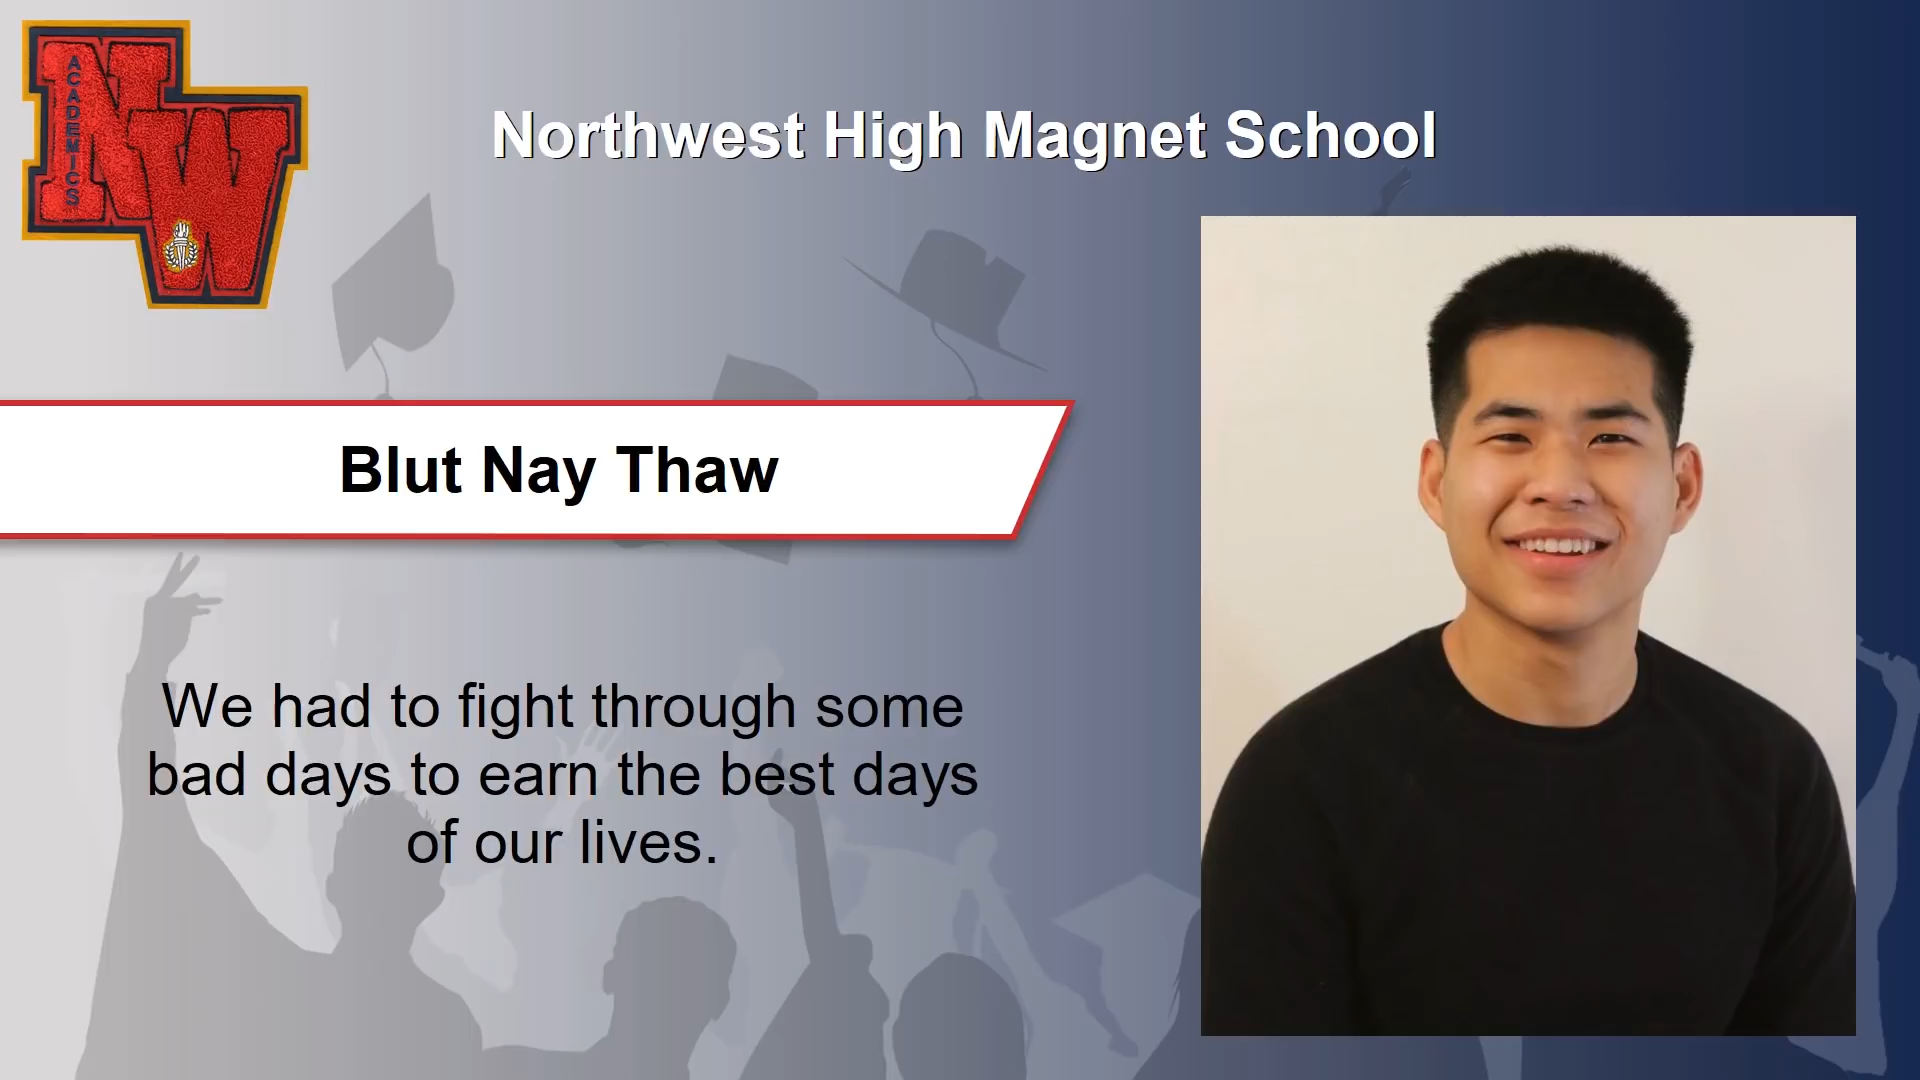 ACADEMICS
NW
Northwest High Magnet School
Blut Nay Thaw
We had to fight through some
bad days to earn the best days
of our lives.